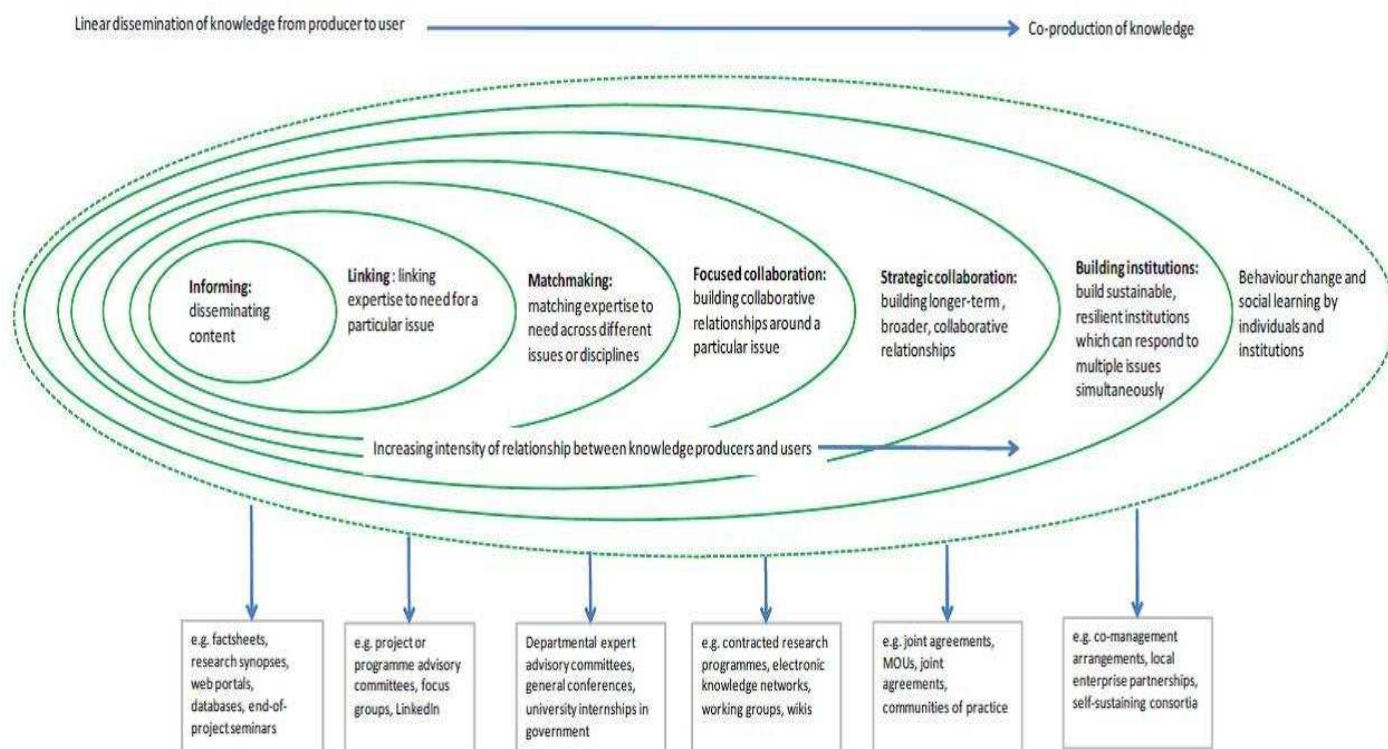 Linear dissemination of knowledge from producer to user
Co-production of knowledge
Informing:
disseminating
content
Linking : linking
expertise to need for a
particular issue
Matchmaking:
matching expertise to
need across different
issues or disciplines
Focused collaboration:
building collaborative
relationships around a
particular issue
Strategic collaboration:
building longer-term ,
broader, collaborative
relationships
Building institutions:
build sustainable,
resilient institutions
which can respond to
multiple issues
simultaneously
Behaviour change and
social learning by
individuals and
institutions
Increasing intensity of relationship between knowledge producers and users
e.g. factsheets,
research synopses,
web portals,
databases, end-of-
project seminars
e.g. project or
programme advisory
committees, focus
groups, LinkedIn
Departmental expert
advisory committees,
general conferences,
university internships in
government
e.g. contracted research
programmes, electronic
knowledge networks,
working groups, wikis
e.g. joint agreements,
MOUs, joint
agreements,
communities of practice
e.g. co-management
arrangements, local
enterprise partnerships,
self-sustaining consortia